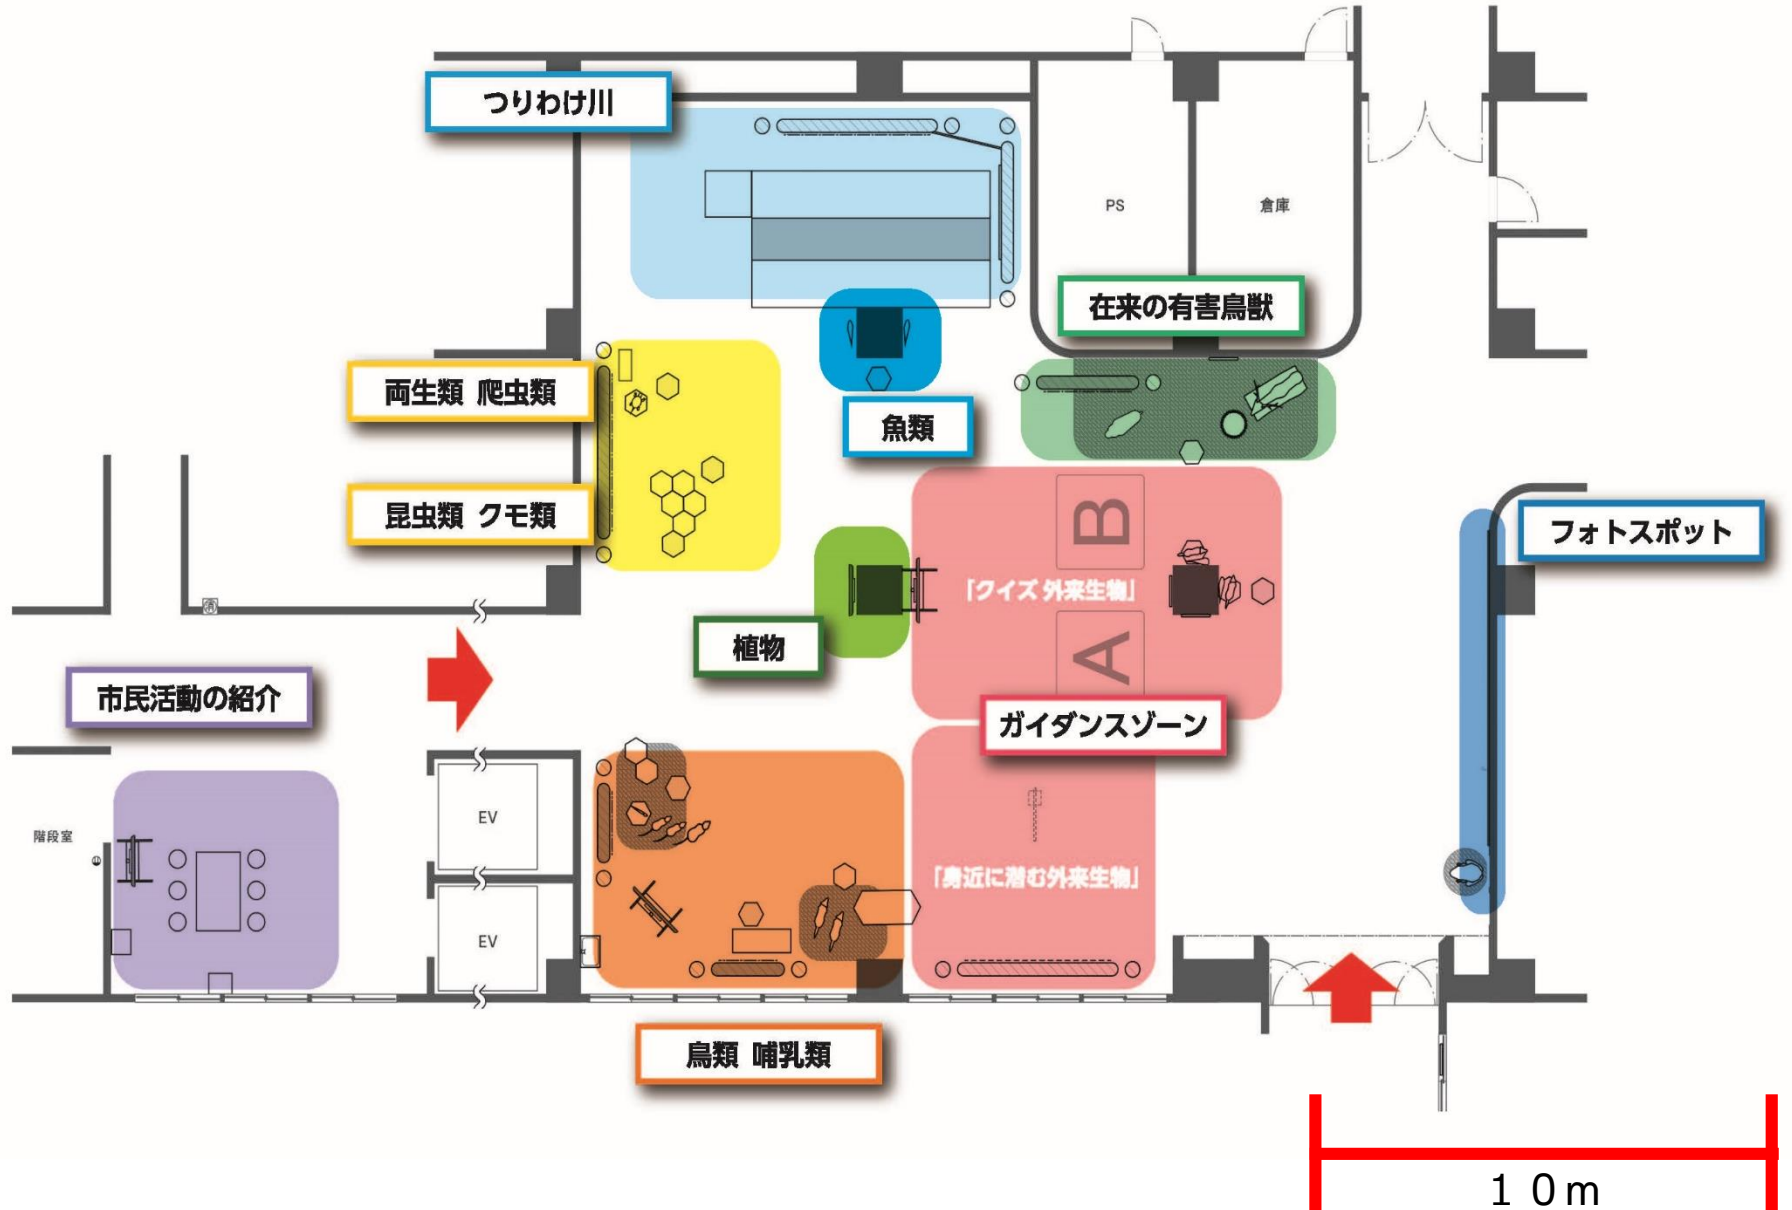 つりわけ川
PS
倉庫
在来の有害鳥獣
両生類 爬虫類
魚類
昆虫類 クモ類
B
フォトスポット
「クイズ 外来生物」
植物
A
市民活動の紹介
ガイダンスゾーン
EV
階段室
「身近に潜む外来生物」
EV
鳥類 哺乳類
１０ｍ